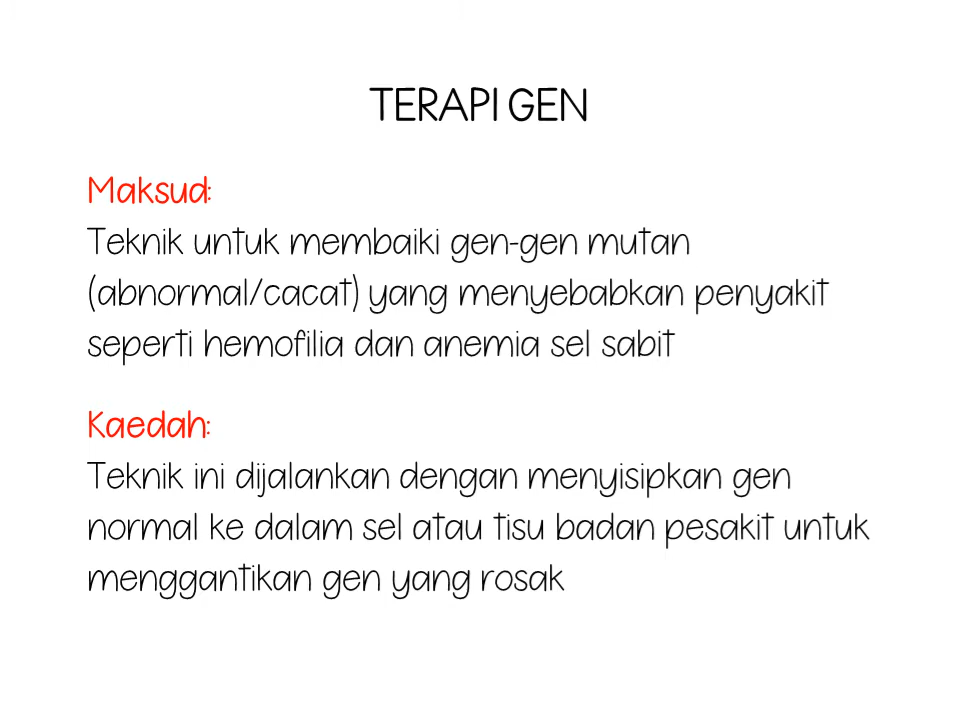 TERAPI GEN
Maksud:
Teknik untuk membaiki gen-gen mutan
(abnormal/cacat) yang menyebabkan penyakit
seperti hemofilia dan anemia sel sabit
Kaedah:
Teknik ini dijalankan dengan menyisipkan gen
normal ke dalam sel atau tisu badan pesakit untuk
menggantikan gen yang rosak